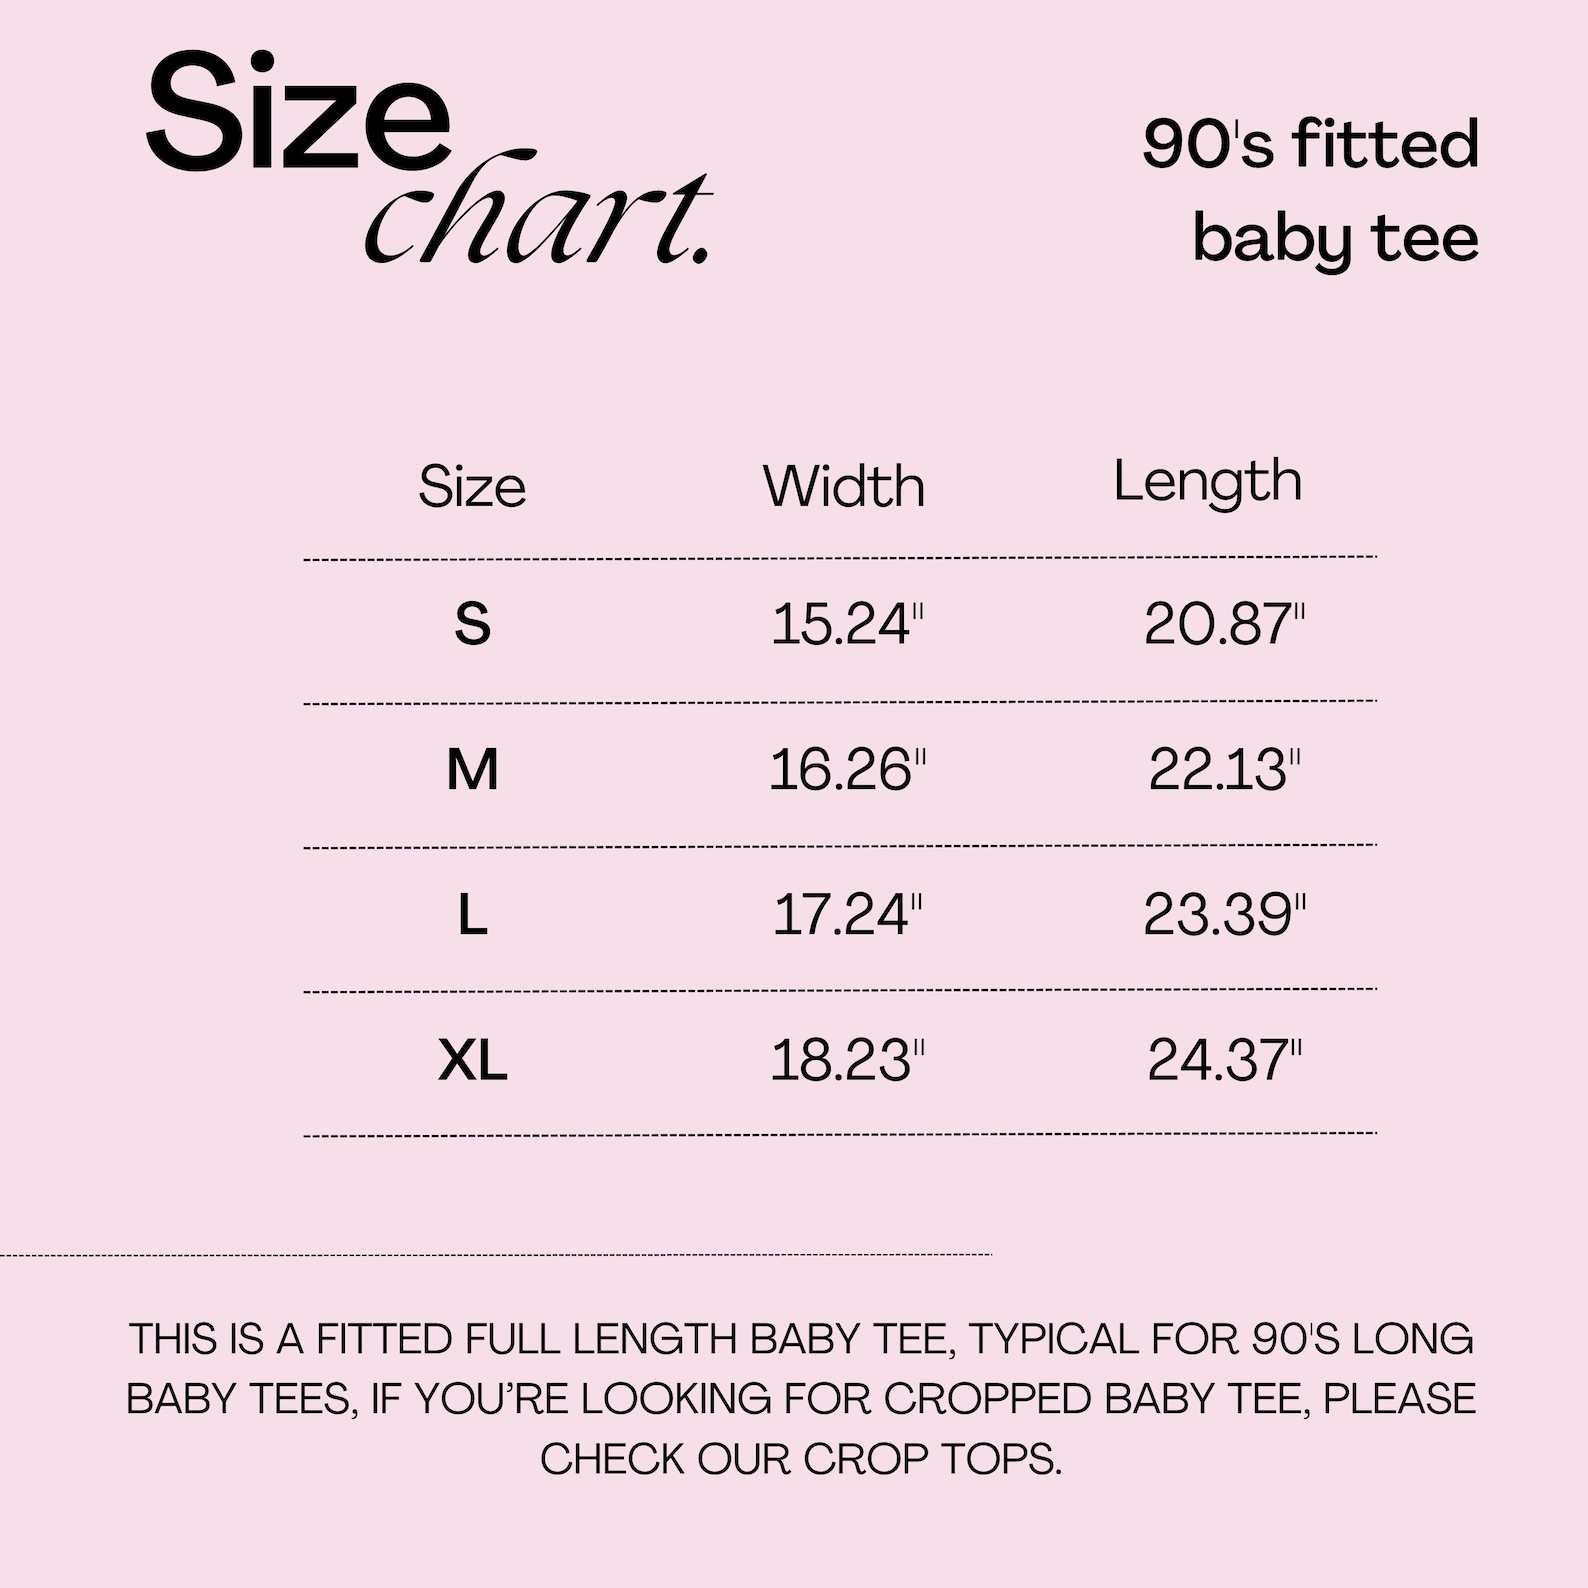 Size
chart.
90's fitted
baby tee
Size Width Length
S 15.24" 20.87"
M 16.26" 22.13"
L 17.24" 23.39"
XL 18.23" 24.37"
THIS IS A FITTED FULL LENGTH BABY TEE, TYPICAL FOR 90'S LONG
BABY TEES, IF YOU’RE LOOKING FOR CROPPED BABY TEE, PLEASE
CHECK OUR CROP TOPS.